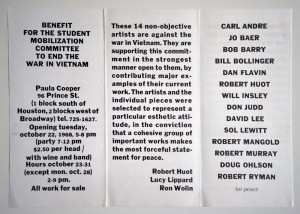 BENEFIT
FOR THE STUDENT
MOBILIZATION
COMMITTEE
TO END THE
WAR IN VIETNAM
Paula Cooper
96 Prince St.
(1 block south of
Houston, 2 blocks west of
Broadway) tel. 725-1627.
Opening tuesday,
october 22, 1968, 5-8 pm
(party 7-12 pm
$2.50 per head /
with wine and band)
Hours october 23-31
(except mon. oct. 28)
2-9 pm.
All work for sale
These 14 non-objective
artists are against the
war in Vietnam. They are
supporting this commit-
ment in the strongest
manner open to them, by
contributing major ex-
amples of their current
work. The artists and the
individual pieces were
selected to represent a
particular esthetic atti-
tude, in the conviction
that a cohesive group of
important works makes
the most forceful state-
ment for peace.
Robert Huot
Lucy Lippard
Ron Wolin
CARL ANDRE
JO BAER
BOB BARRY
BILL BOLLINGER
DAN FLAVIN
ROBERT HUOT
WILL INSLEY
DON JUDD
DAVID LEE
SOL LEWITT
ROBERT MANGOLD
ROBERT MURRAY
DOUG OHLSON
ROBERT RYMAN
for peace